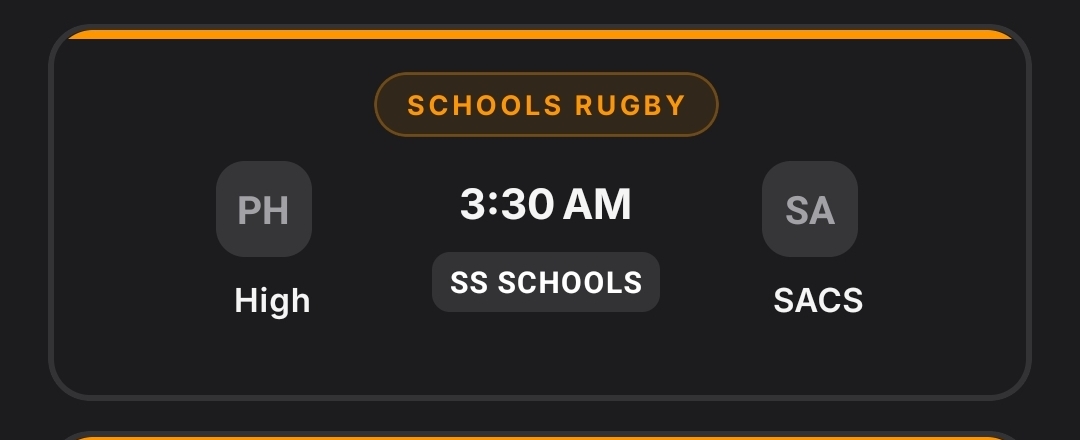 SCHOOLS RUGBY
PH
3:30 AM
SA
SS SCHOOLS
High
SACS